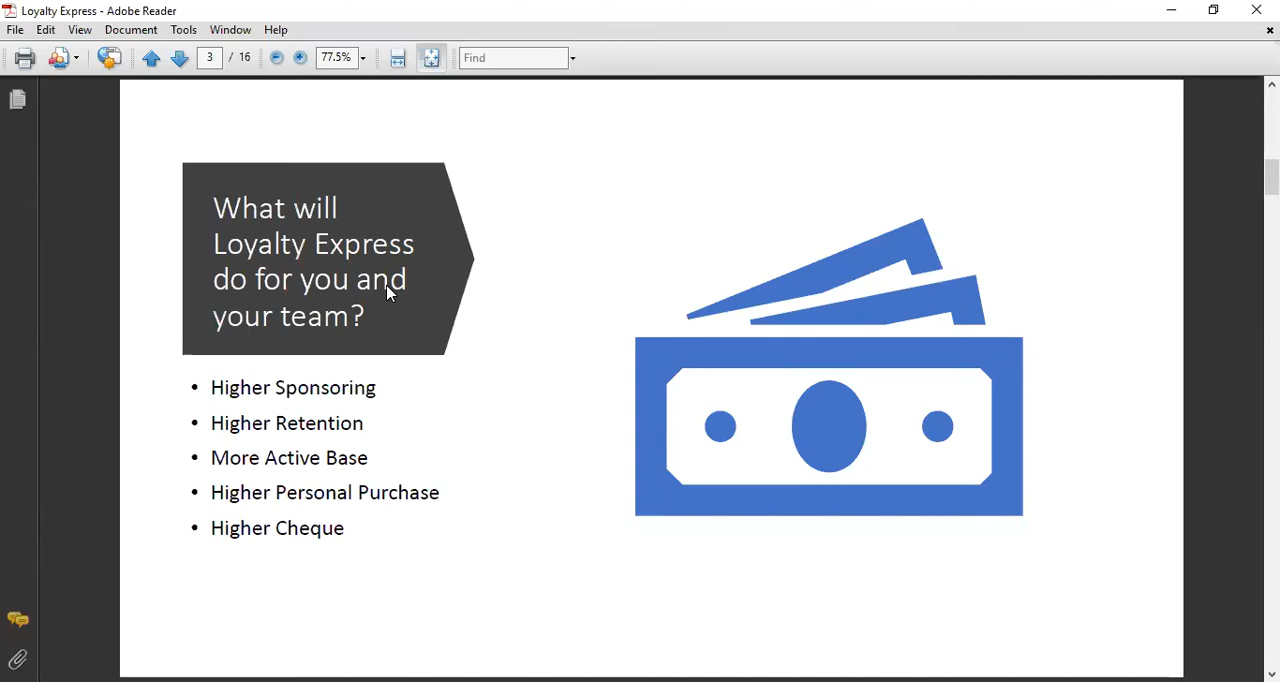 Loyalty Express - Adobe Reader
File Edit View Document Tools Window Help
3 / 16 77.5% Find
What will
Loyalty Express
do for you and
your team?
• Higher Sponsoring
• Higher Retention
• More Active Base
• Higher Personal Purchase
• Higher Cheque